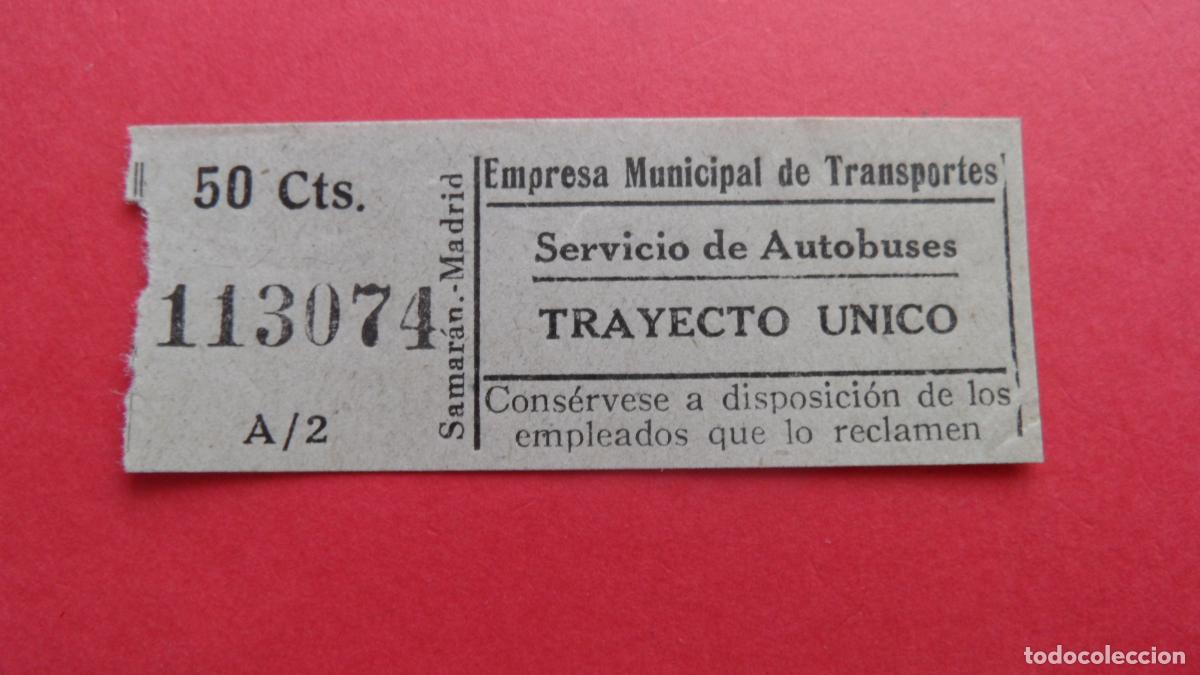 50 Cts.
113074
A/2
Samarán.-Madrid
Empresa Municipal de Transportes
Servicio de Autobuses
TRAYECTO UNICO
Consérvese a disposición de los
empleados que lo reclamen
todocoleccion